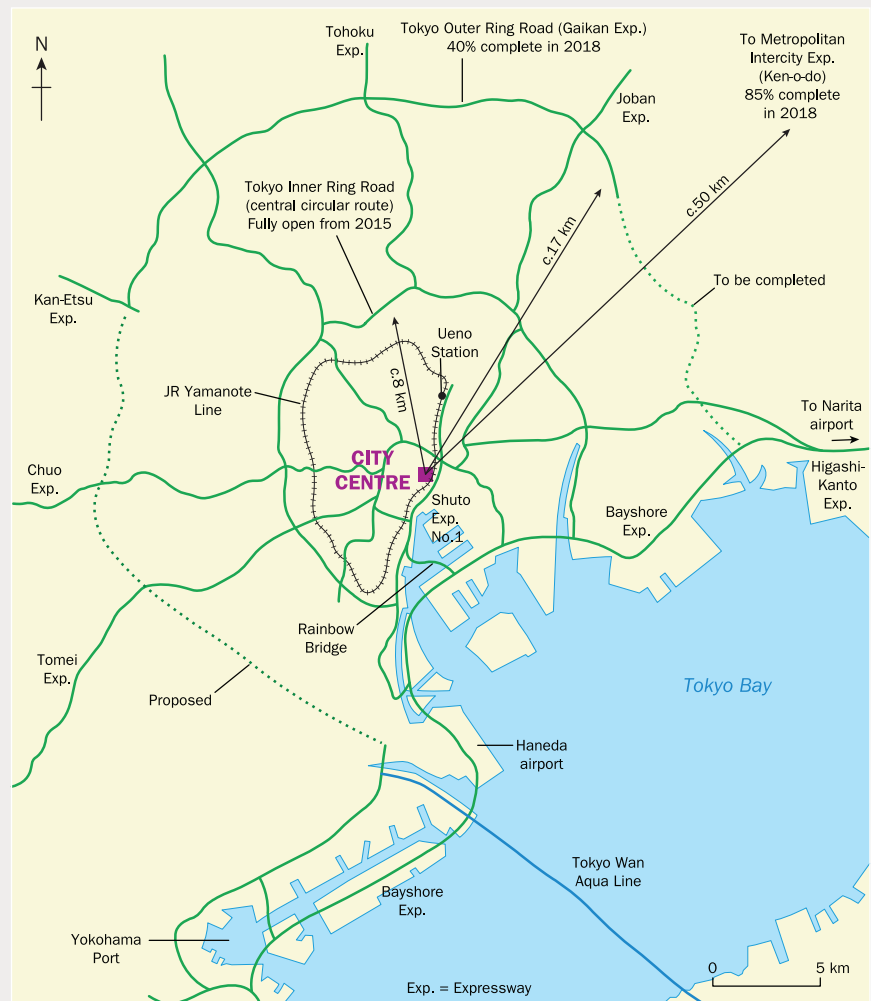 N
Tohoku
Exp.
Tokyo Outer Ring Road (Gaikan Exp.)
40% complete in 2018
To Metropolitan
Intercity Exp.
(Ken-o-do)
85% complete
in 2018
Joban
Exp.
Tokyo Inner Ring Road
(central circular route)
Fully open from 2015
c.50 km
c.17 km
To be completed
Kan-Etsu
Exp.
Ueno
Station
c.8 km
JR Yamanote
Line
To Narita
airport
CITY
CENTRE
Chuo
Exp.
Higashi-
Kanto
Exp.
Shuto
Exp.
No.1
Bayshore
Exp.
Rainbow
Bridge
Tomei
Exp.
Proposed
Tokyo Bay
Haneda
airport
Tokyo Wan
Aqua Line
Bayshore
Exp.
Yokohama
Port
0 5 km
Exp. = Expressway